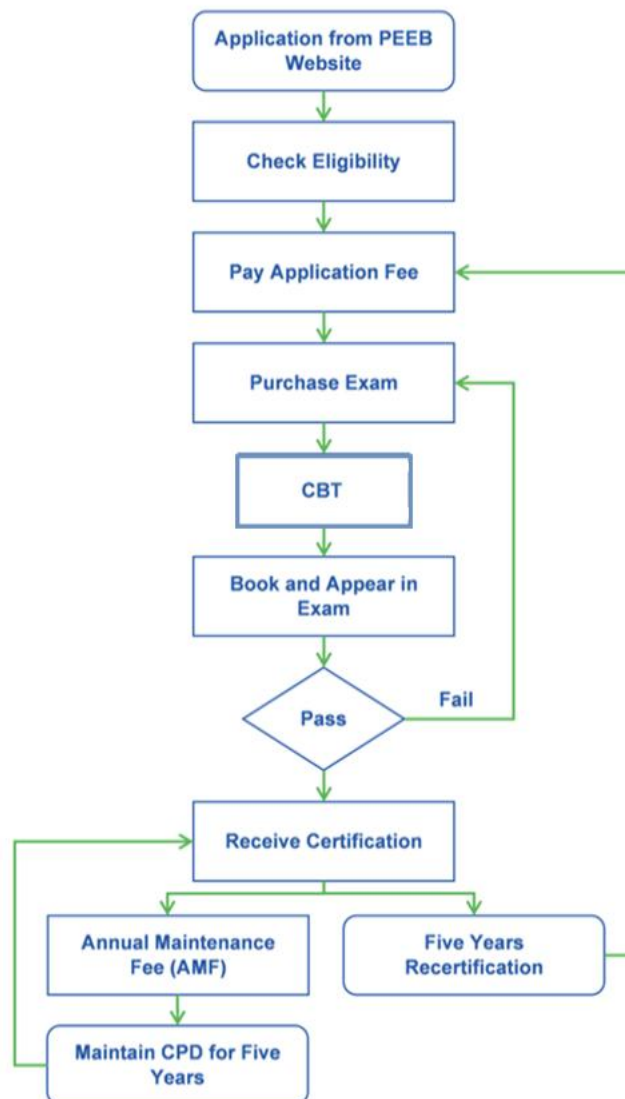 Application from PEEB
Website
Check Eligibility
Pay Application Fee
Purchase Exam
CBT
Book and Appear in
Exam
Pass
Fail
Receive Certification
Annual Maintenance
Fee (AMF)
Five Years
Recertification
Maintain CPD for Five
Years